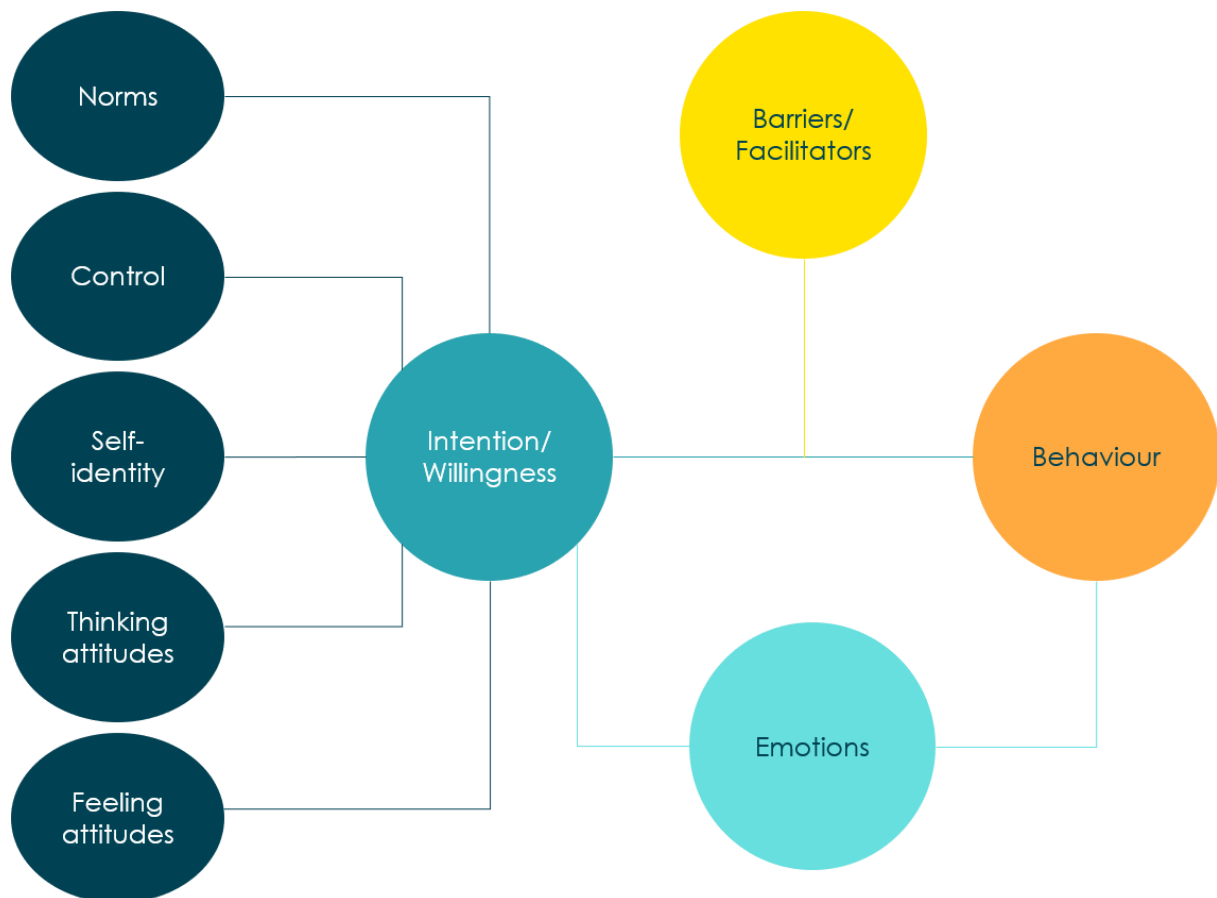 Norms
Control
Self-
identity
Thinking
attitudes
Feeling
attitudes
Intention/
Willingness
Barriers/
Facilitators
Emotions
Behaviour